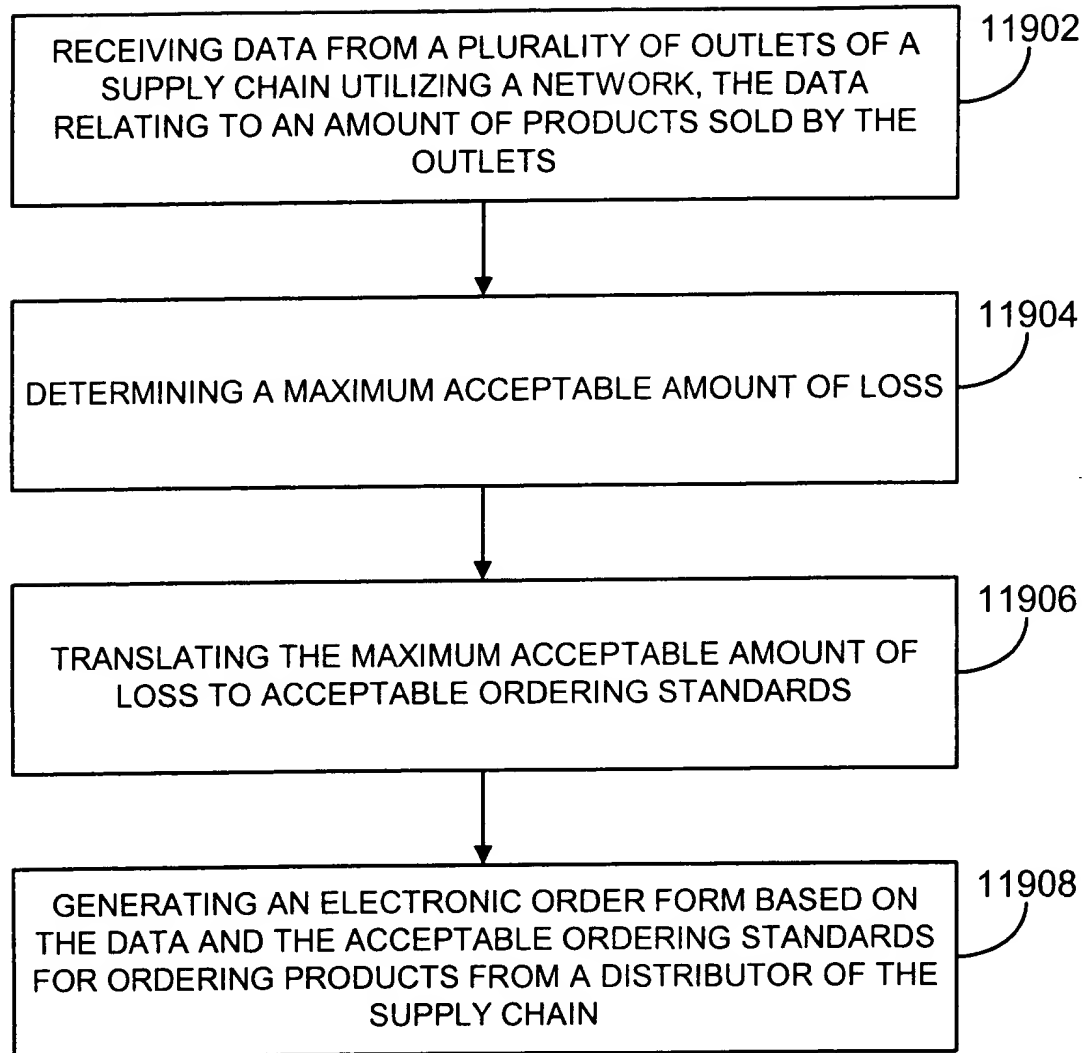 RECEIVING DATA FROM A PLURALITY OF OUTLETS OF A
SUPPLY CHAIN UTILIZING A NETWORK, THE DATA
RELATING TO AN AMOUNT OF PRODUCTS SOLD BY THE
OUTLETS
11902
DETERMINING A MAXIMUM ACCEPTABLE AMOUNT OF LOSS
11904
TRANSLATING THE MAXIMUM ACCEPTABLE AMOUNT OF
LOSS TO ACCEPTABLE ORDERING STANDARDS
11906
GENERATING AN ELECTRONIC ORDER FORM BASED ON
THE DATA AND THE ACCEPTABLE ORDERING STANDARDS
FOR ORDERING PRODUCTS FROM A DISTRIBUTOR OF THE
SUPPLY CHAIN
11908